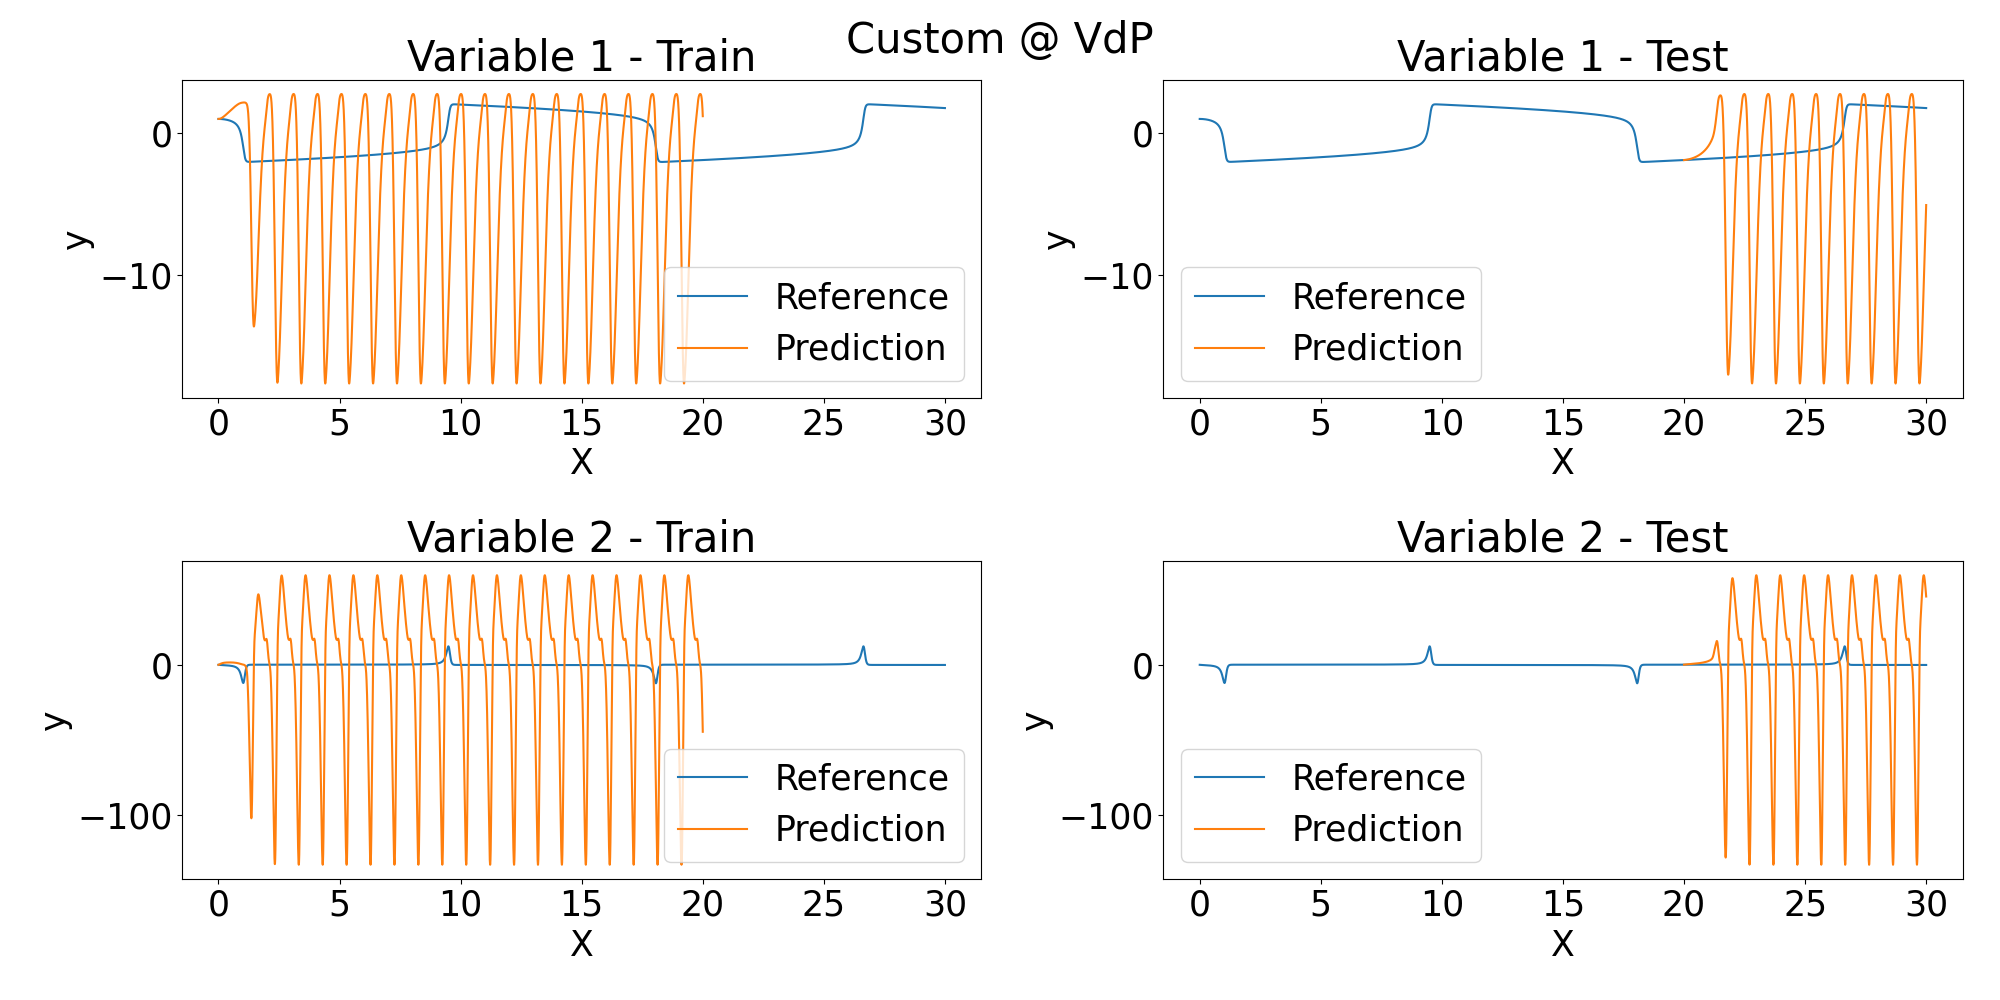 Custom @ VdP
Variable 1 - Train
0
−10
y
0 5 10 15 20 25 30
X
Reference
Prediction
Variable 1 - Test
0
−10
y
0 5 10 15 20 25 30
X
Reference
Prediction
Variable 2 - Train
0
−100
y
0 5 10 15 20 25 30
X
Reference
Prediction
Variable 2 - Test
0
−100
y
0 5 10 15 20 25 30
X
Reference
Prediction